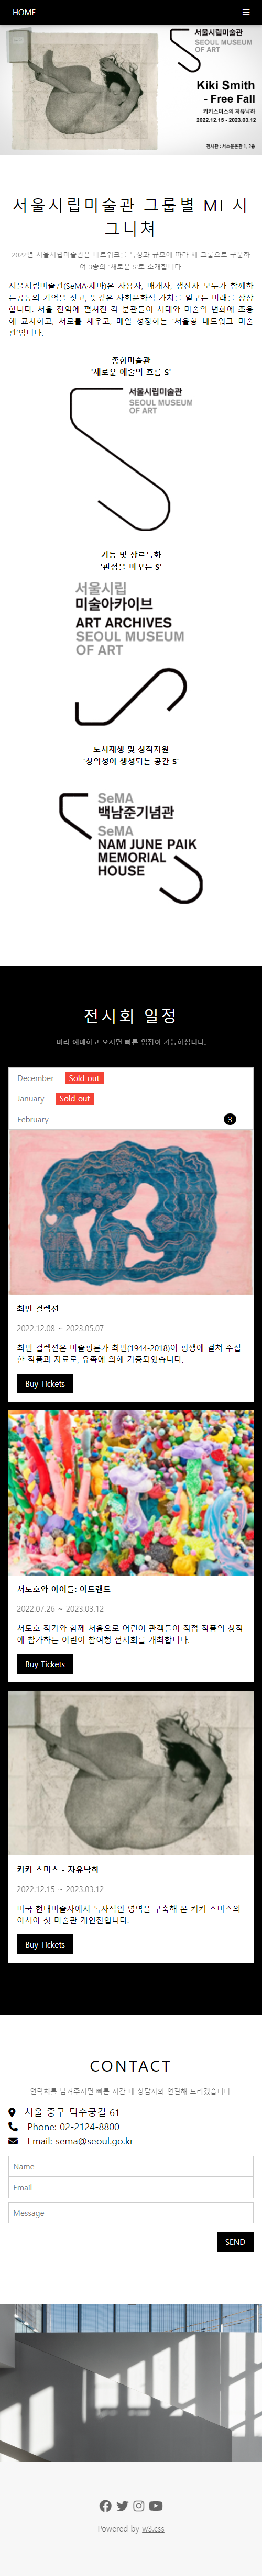 HOME
서울시립미술관
SEOUL MUSEUM
OF ART
Kiki Smith
- Free Fall
키키스미스의 자유낙하
2022.12.15 - 2023.03.12
전시실 : 서소문본관 1, 2층
서울시립미술관 그룹별 MI 시
그니쳐
2022년 서울시립미술관은 네트워크를 특성과 규모에 따라 세 그룹으로 구분하
여 3종의 '새로운 S'로 소개합니다.
서울시립미술관(SeMA·세마)은 사용자, 매개자, 생산자 모두가 함께하
는공동의 기억을 짓고, 뜻깊은 사회문화적 가치를 일구는 미래를 상상
합니다. 서울 전역에 펼쳐진 각 분관들이 시대와 미술의 변화에 조응
해 교차하고, 서로를 채우고, 매일 성장하는 '서울형 네트워크 미술
관'입니다.
종합미술관
'새로운 예술의 흐름 S'
서울시립미술관
SEOUL MUSEUM
OF ART
기능 및 장르특화
'관점을 바꾸는 S'
서울시립
미술아카이브
ART ARCHIVES
SEOUL MUSEUM
OF ART
도시재생 및 창작지원
'창의성이 생성되는 공간 S'
SeMA
백남준기념관
SeMA
NAM JUNE PAIK
MEMORIAL
HOUSE
전시회 일정
미리 예매하고 오시면 빠른 입장이 가능하십니다.
December Sold out
January Sold out
February 3
최민 컬렉션
2022.12.08 ~ 2023.05.07
최민 컬렉션은 미술평론가 최민(1944-2018)이 평생에 걸쳐 수집
한 작품과 자료로, 유족에 의해 기증되었습니다.
Buy Tickets
서도호와 아이들: 아트랜드
2022.07.26 ~ 2023.03.12
서도호 작가와 함께 처음으로 어린이 관객들이 직접 작품의 창작
에 참가하는 어린이 참여형 전시회를 개최합니다.
Buy Tickets
키키 스미스 - 자유낙하
2022.12.15 ~ 2023.03.12
미국 현대미술사에서 독자적인 영역을 구축해 온 키키 스미스의
아시아 첫 미술관 개인전입니다.
Buy Tickets
CONTACT
연락처를 남겨주시면 빠른 시간 내 상담사와 연결해 드리겠습니다.
서울 중구 덕수궁길 61
Phone: 02-2124-8800
Email: sema@seoul.go.kr
Name
Email
Message
SEND
Powered by w3.css